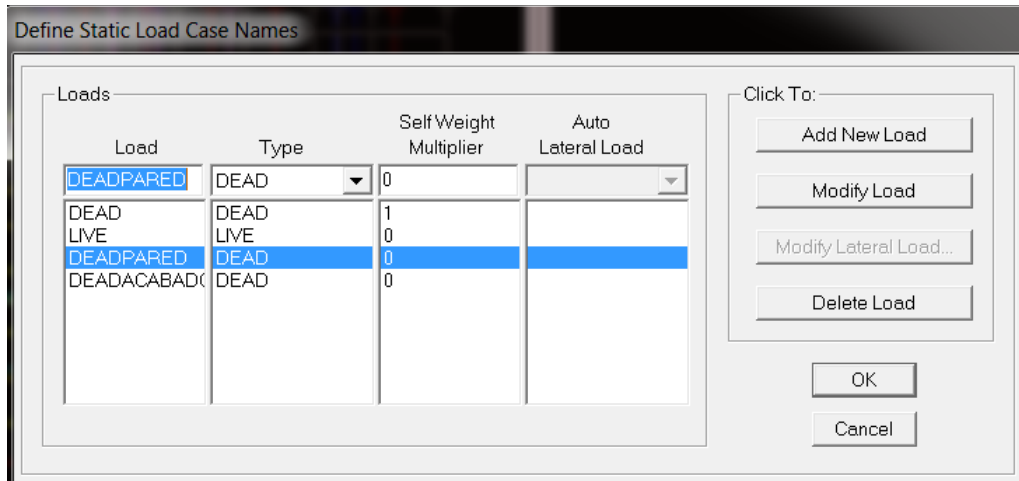 Define Static Load Case Names
Loads
Click To:
Load Type Self Weight Multiplier Auto Lateral Load
DEADPARED DEAD 0
DEAD DEAD 1
LIVE LIVE 0
DEADPARED DEAD 0
DEADACABADO DEAD 0
Add New Load
Modify Load
Modify Lateral Load...
Delete Load
OK
Cancel